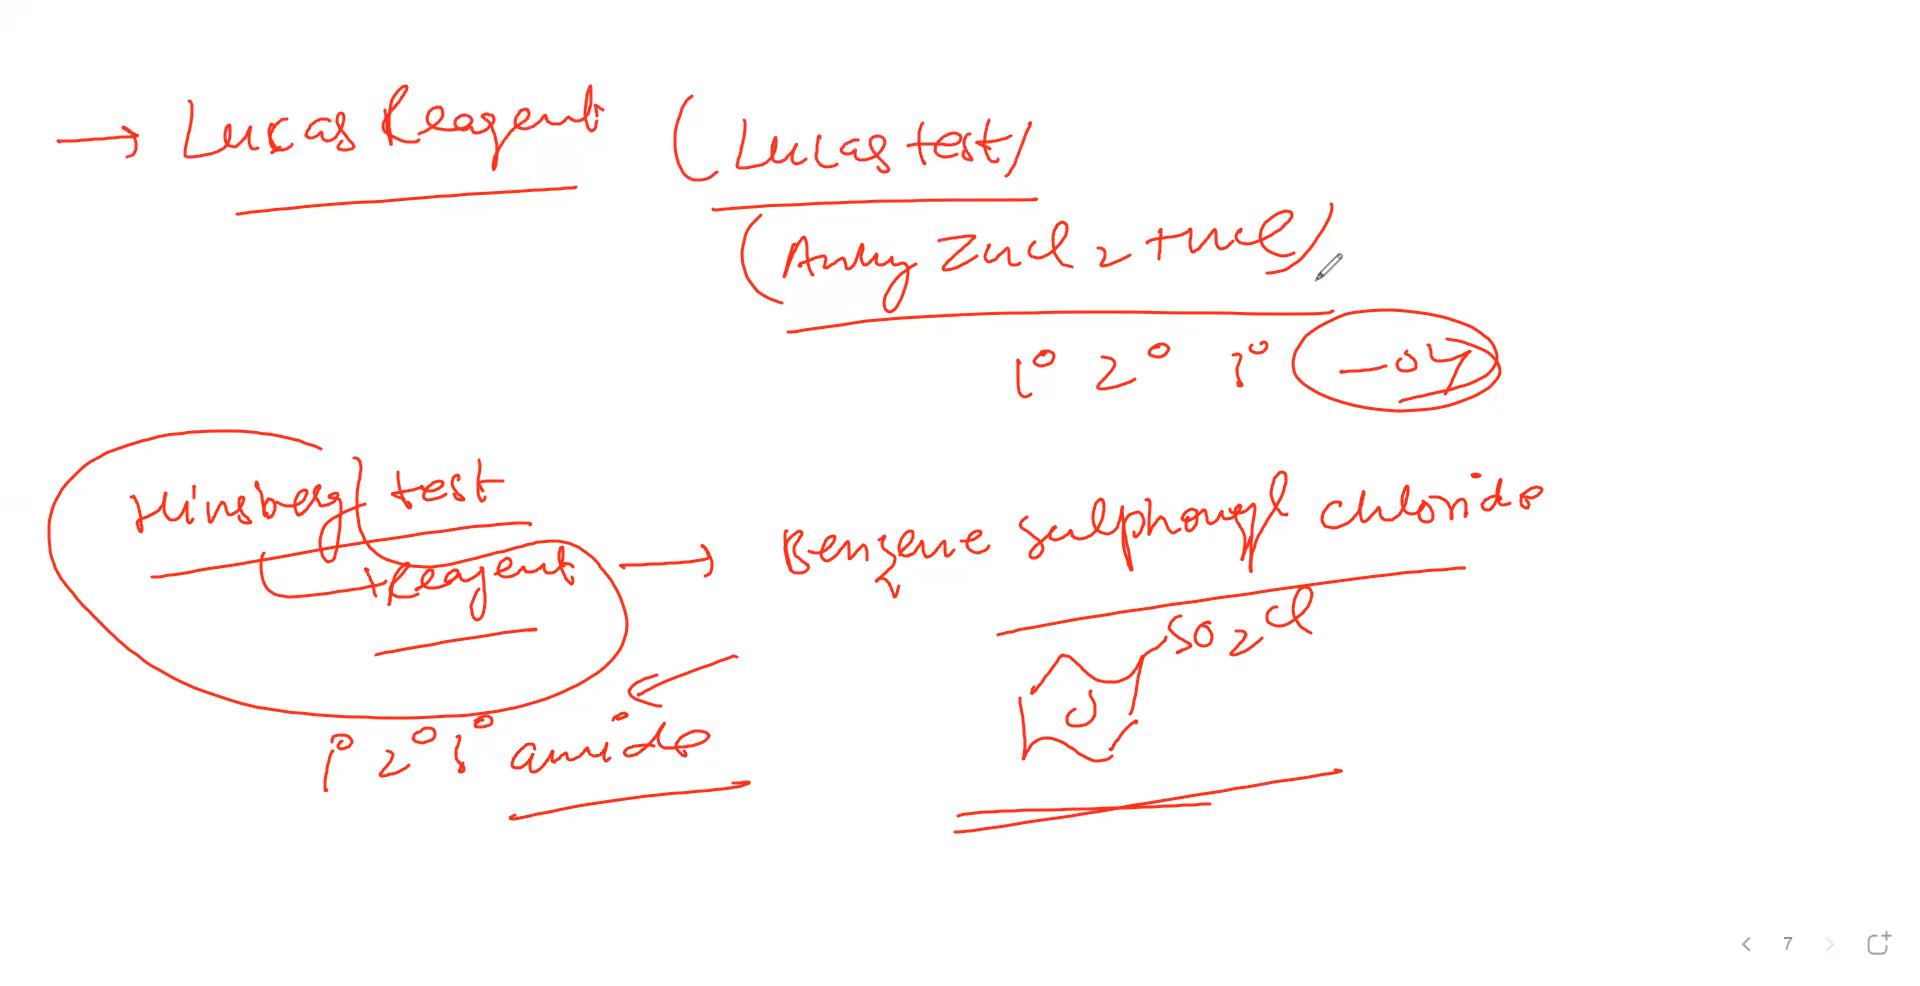 → Lucas Reagent (Lucas test)
(Anhy ZnCl2 + HCl)
1° 2° 3° –OH
Hinsberg test
Reagent → Benzene sulphonyl chloride
SO2Cl
1° 2° 3° amide
7